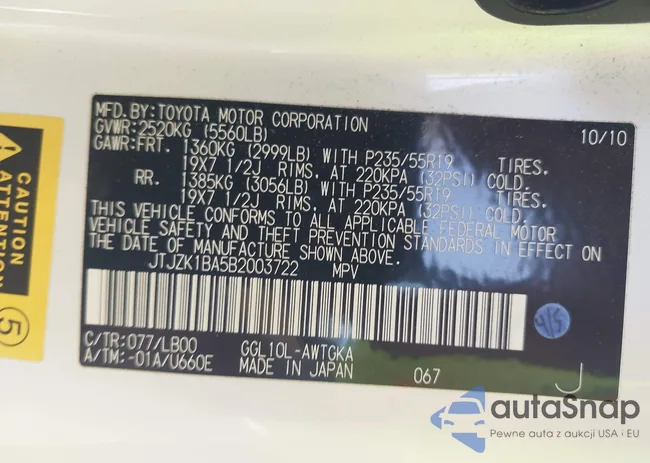 MFD.BY:TOYOTA MOTOR CORPORATION 10/10
GVWR:2520KG (5560LB)
GAWR:FRT. 1360KG (2999LB) WITH P235/55R19 TIRES.
19X7 1/2J RIMS. AT 220KPA (32PSI) COLD.
RR. 1385KG (3056LB) WITH P235/55R19 TIRES.
19X7 1/2J RIMS. AT 220KPA (32PSI) COLD.
THIS VEHICLE CONFORMS TO ALL APPLICABLE FEDERAL MOTOR
VEHICLE SAFETY AND THEFT PREVENTION STANDARDS IN EFFECT ON
THE DATE OF MANUFACTURE SHOWN ABOVE.
JTJZK1BA5B2003722 MPV
C/TR:077/LB00 GGL10L-AWTGKA
A/TM:-01A/U660E MADE IN JAPAN 067 J
CAUTION
ATTENTION
5
autaSnap
Pewne auta z aukcji USA i EU